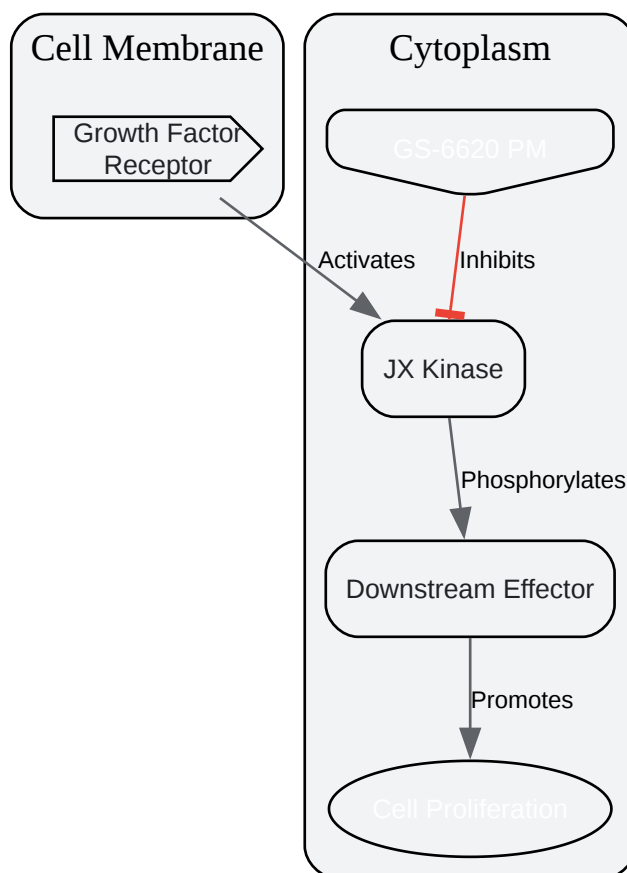 Cell Membrane
Growth Factor
Receptor
Cytoplasm
GS-6620 PM
Activates
Inhibits
JX Kinase
Phosphorylates
Downstream Effector
Promotes
Cell Proliferation